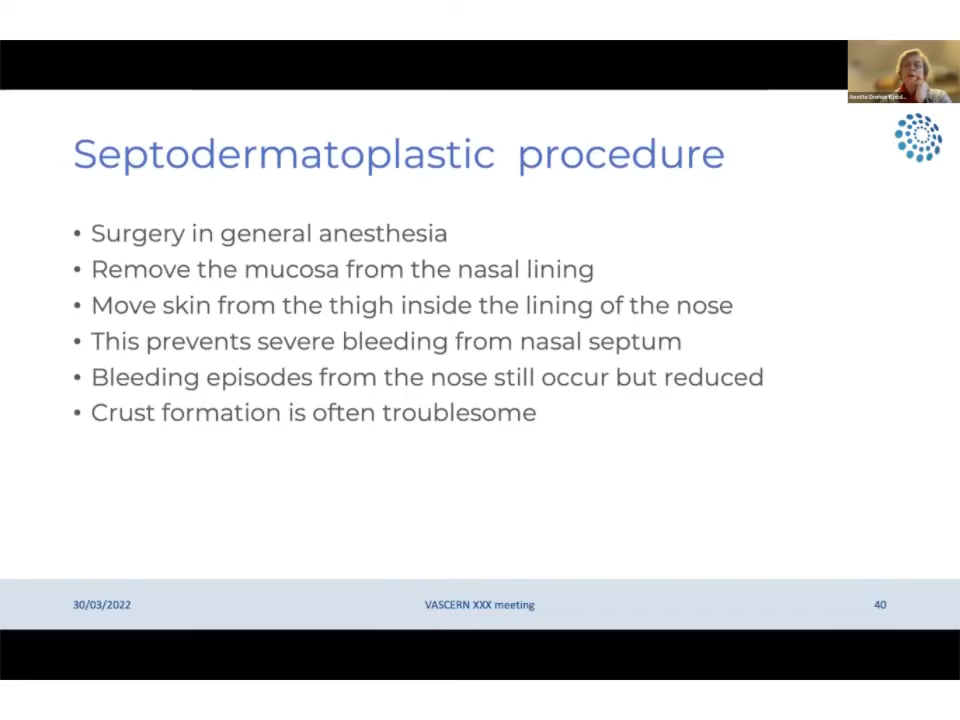 Septodermatoplastic procedure
• Surgery in general anesthesia
• Remove the mucosa from the nasal lining
• Move skin from the thigh inside the lining of the nose
• This prevents severe bleeding from nasal septum
• Bleeding episodes from the nose still occur but reduced
• Crust formation is often troublesome
30/03/2022
VASCERN XXX meeting
40
Anette